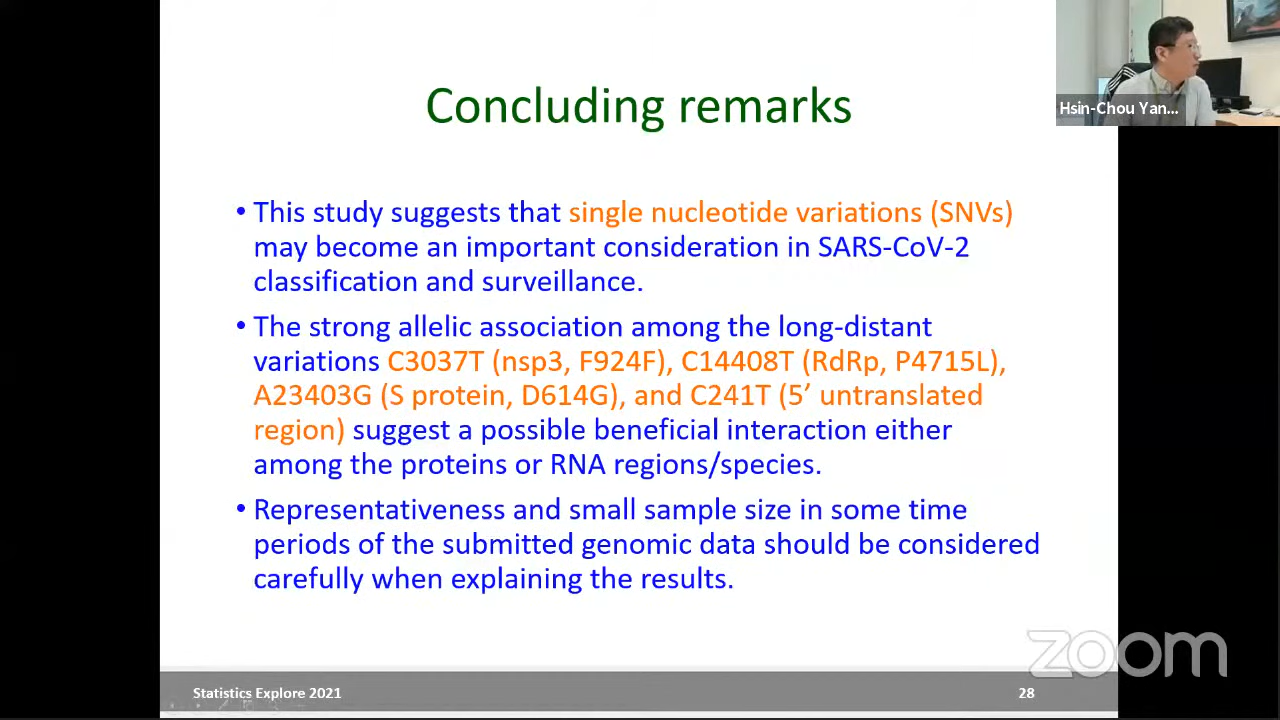 Concluding remarks
Hsin-Chou Yan...
• This study suggests that single nucleotide variations (SNVs)
may become an important consideration in SARS-CoV-2
classification and surveillance.
• The strong allelic association among the long-distant
variations C3037T (nsp3, F924F), C14408T (RdRp, P4715L),
A23403G (S protein, D614G), and C241T (5’ untranslated
region) suggest a possible beneficial interaction either
among the proteins or RNA regions/species.
• Representativeness and small sample size in some time
periods of the submitted genomic data should be considered
carefully when explaining the results.
zoom
Statistics Explore 2021
28